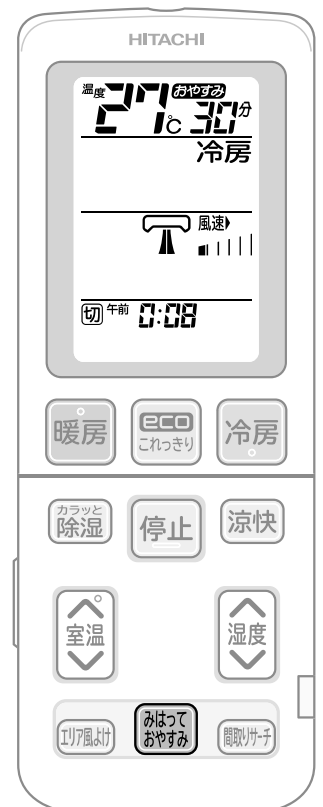 HITACHI
温度 27℃ おやすみ 30分
冷房
風速
切 午前 0:08
暖房 eco これっきり 冷房
カラッと 除湿 停止 涼快
室温 湿度
エリア風よけ みはって おやすみ 間取りサーチ